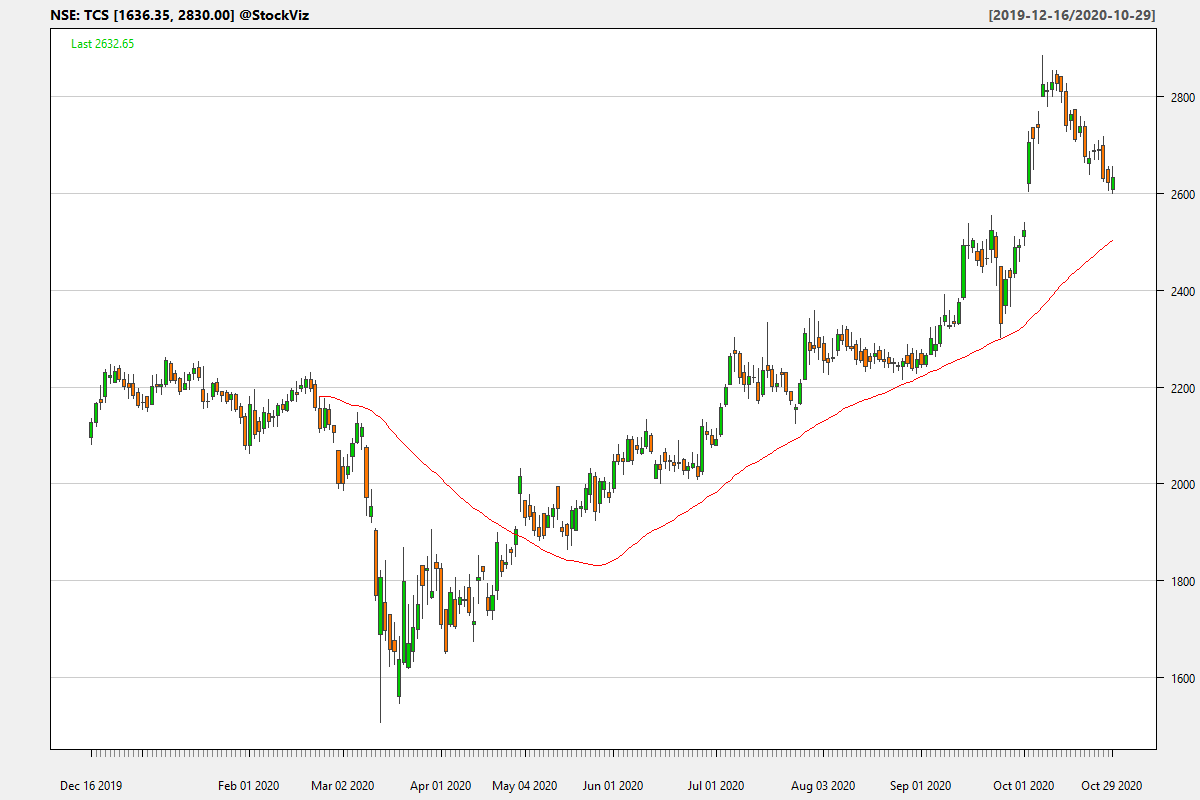 NSE: TCS [1636.35, 2830.00] @StockViz
[2019-12-16/2020-10-29]
Last 2632.65
2800
2600
2400
2200
2000
1800
1600
Dec 16 2019 Feb 01 2020 Mar 02 2020 Apr 01 2020 May 04 2020 Jun 01 2020 Jul 01 2020 Aug 03 2020 Sep 01 2020 Oct 01 2020 Oct 29 2020